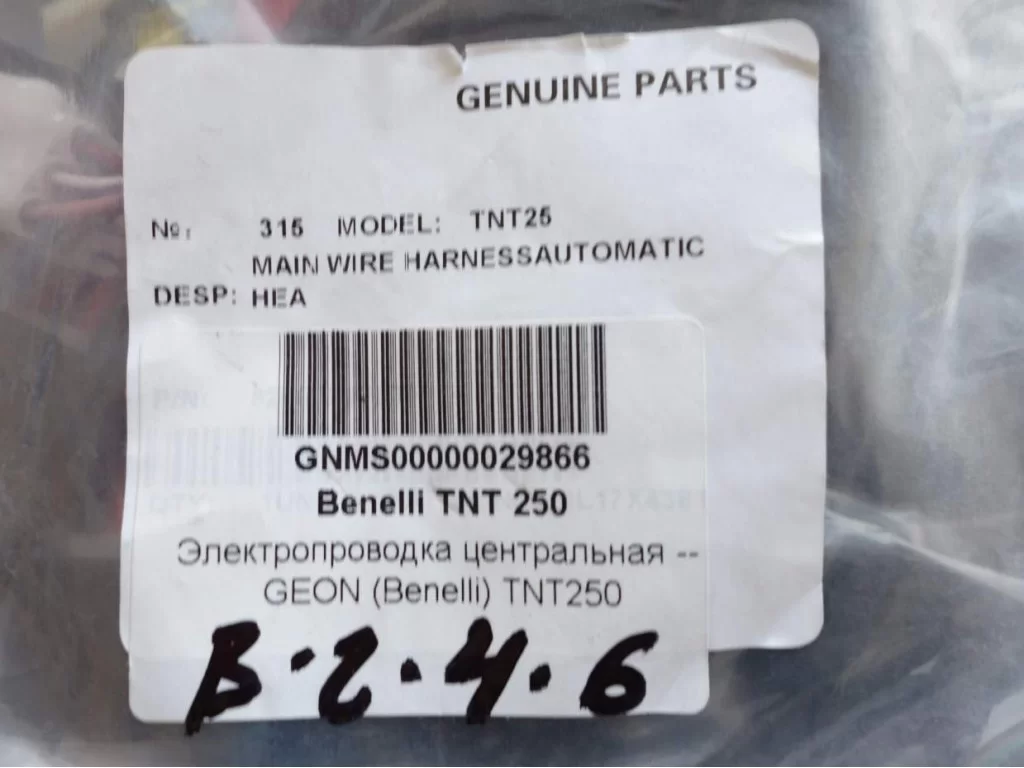 GENUINE PARTS
№: 315 MODEL: TNT25
MAIN WIRE HARNESSAUTOMATIC
DESP: HEA
GNMS00000029866
Benelli TNT 250
Электропроводка центральная --
GEON (Benelli) TNT250
B-2.4.6